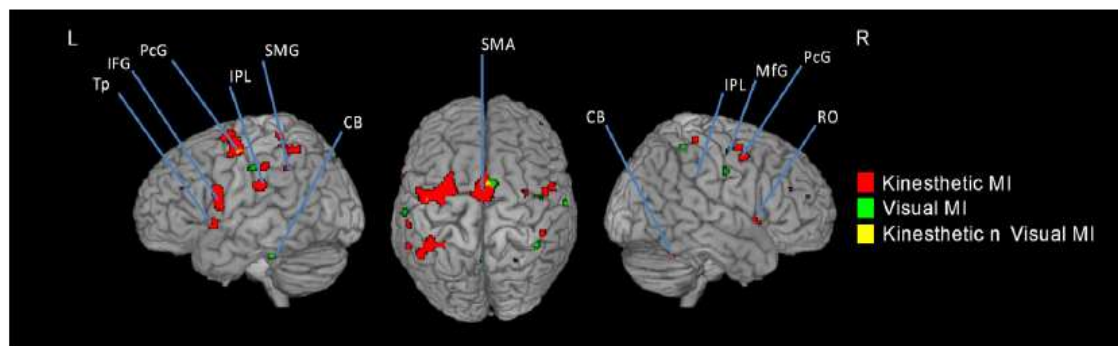 L
SMA
R
PcG
SMG
IFG
IPL
Tp
CB
PcG
MfG
IPL
CB
RO
Kinesthetic MI
Visual MI
Kinesthetic n Visual MI